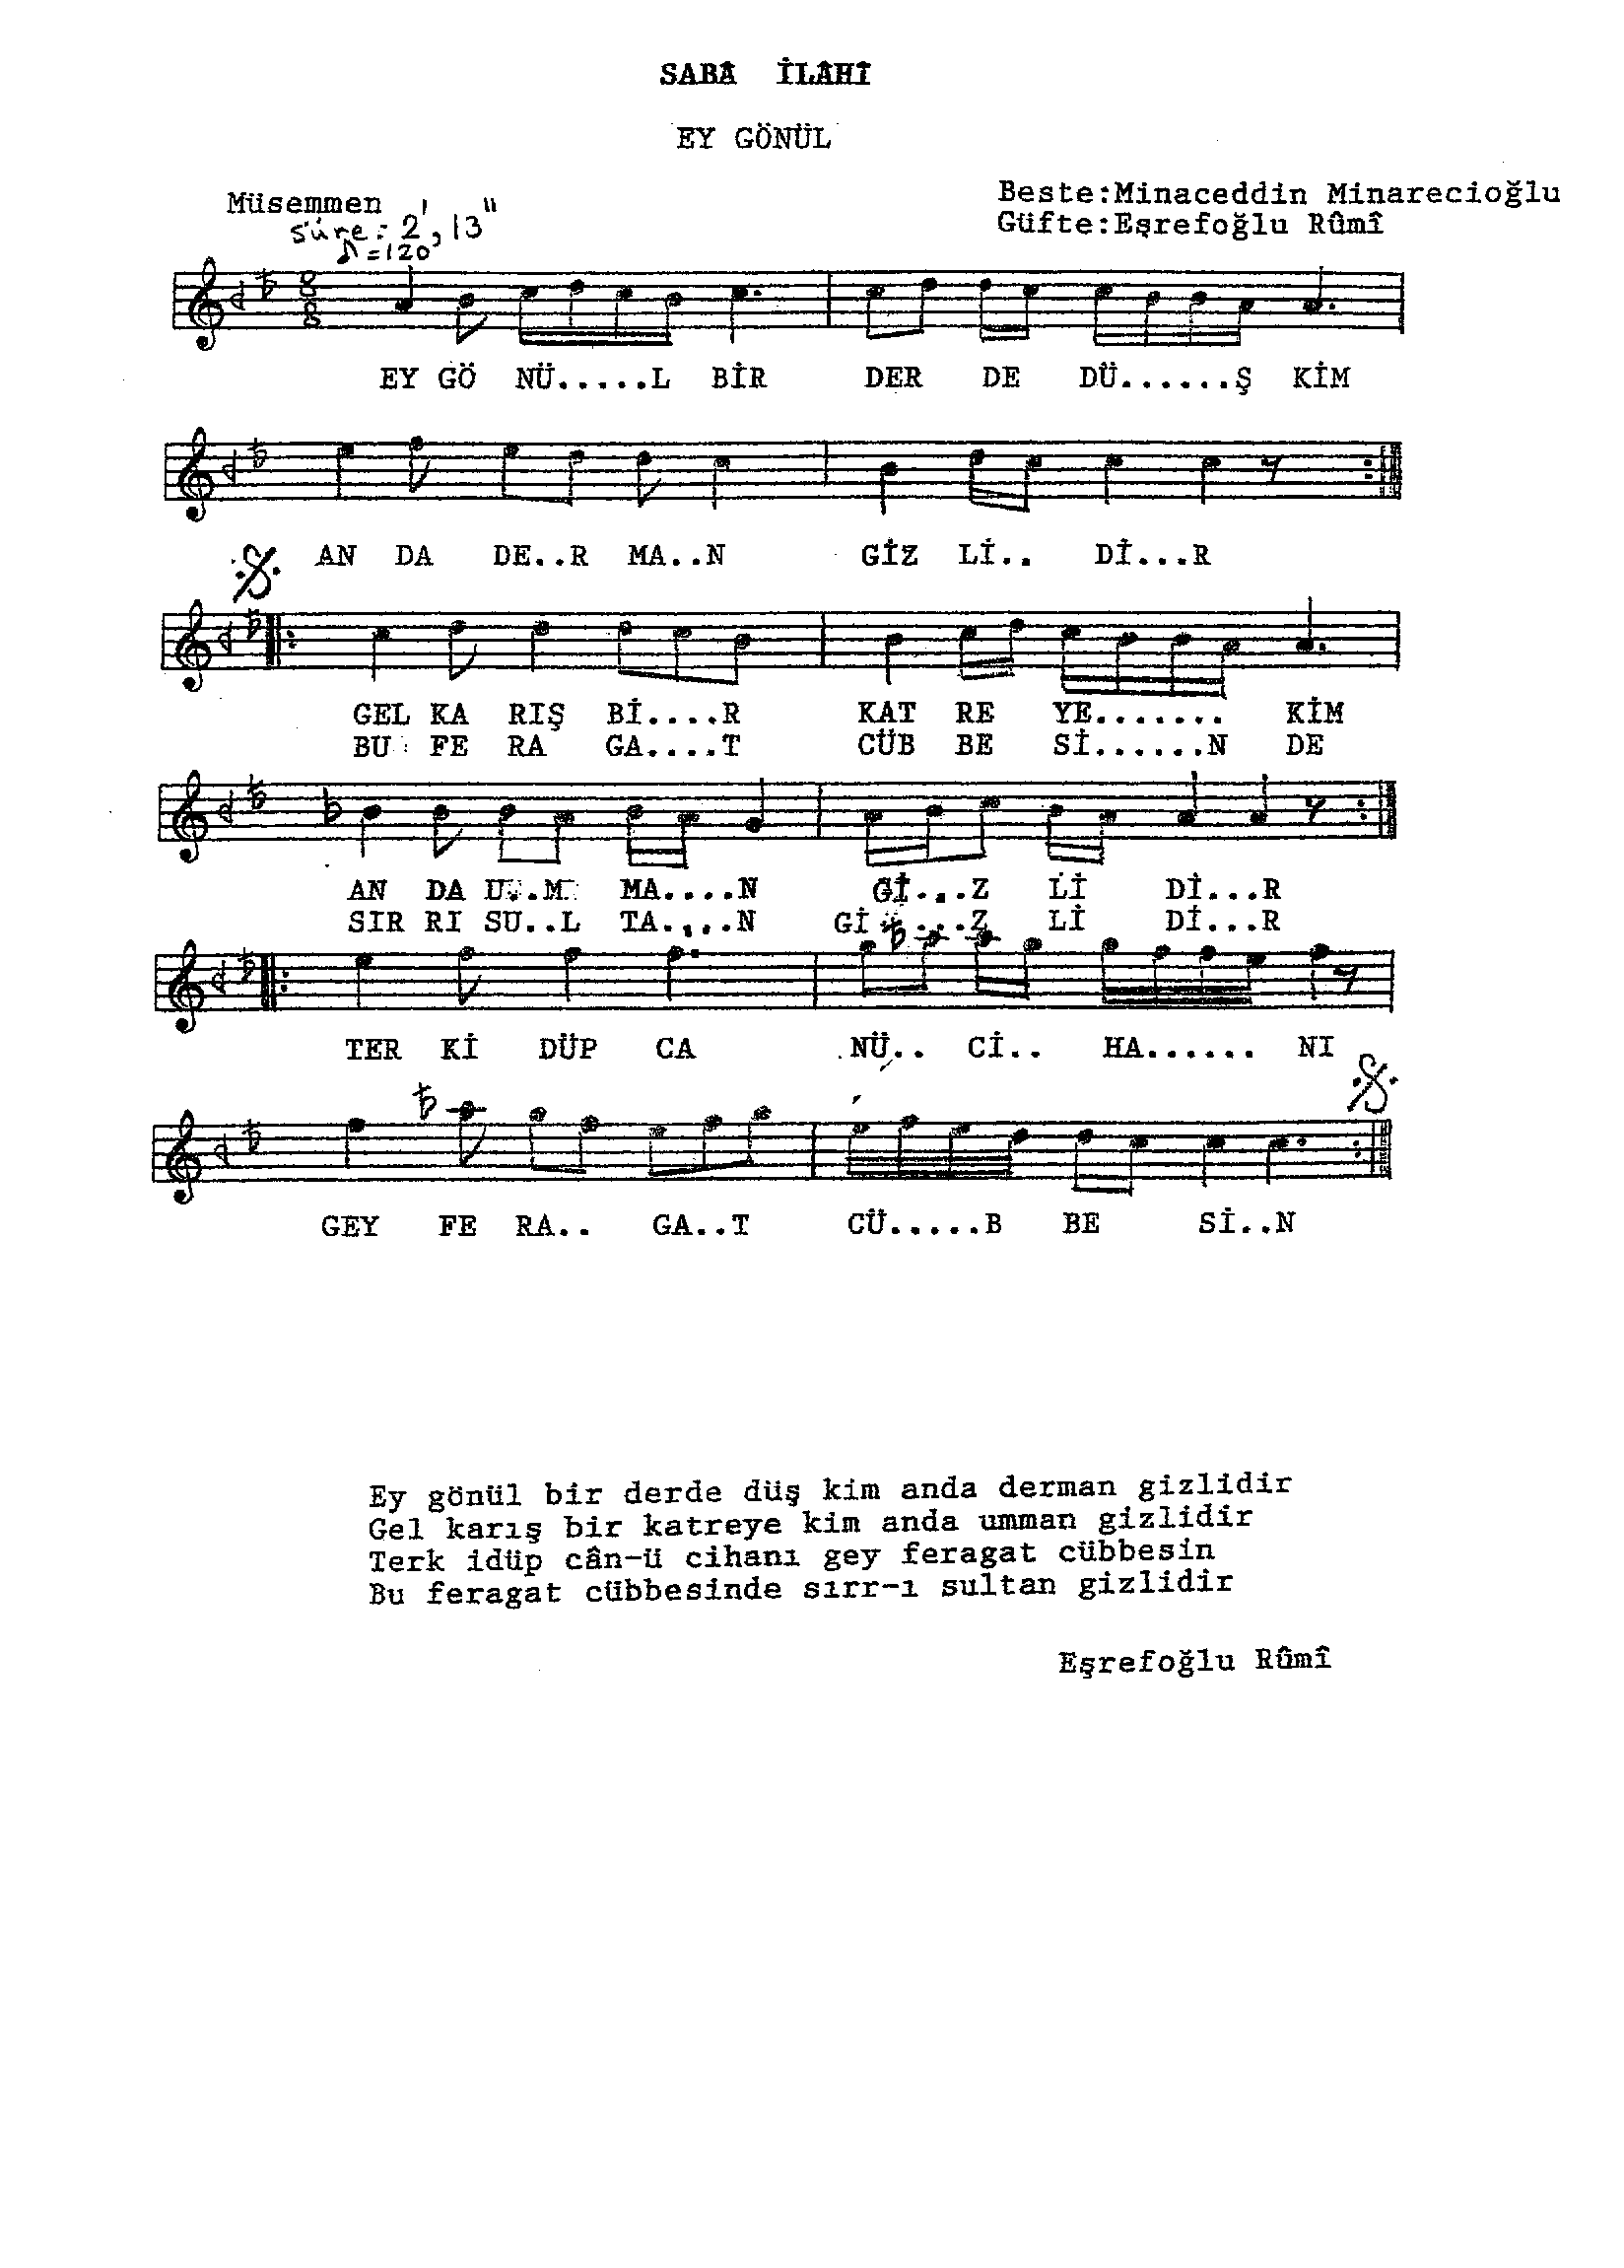 SABÂ İLÂHÎ
EY GÖNÜL
Müsemmen
Beste:Minaceddin Minarecioğlu
süre: 2', 13"
Güfte:Eşrefoğlu Rûmî
♪=120
8
8
EY GÖ NÜ.....L BİR DER DE DÜ......Ş KİM
AN DA DE..R MA..N GİZ Lİ.. Dİ...R
GEL KA RIŞ Bİ....R KAT RE YE....... KİM
BU FE RA GA....T CÜB BE Sİ......N DE
AN DA U..M MA....N Gİ...Z Lİ Dİ...R
SIR RI SU..L TA....N Gİ....Z Lİ Dİ...R
TER Kİ DÜP CA NÜ.. Cİ.. HA...... NI
GEY FE RA.. GA..T CÜ.....B BE Sİ..N
Ey gönül bir derde düş kim anda derman gizlidir
Gel karış bir katreye kim anda umman gizlidir
Terk idüp cân-ü cihanı gey feragat cübbesin
Bu feragat cübbesinde sırr-ı sultan gizlidir
Eşrefoğlu Rûmî